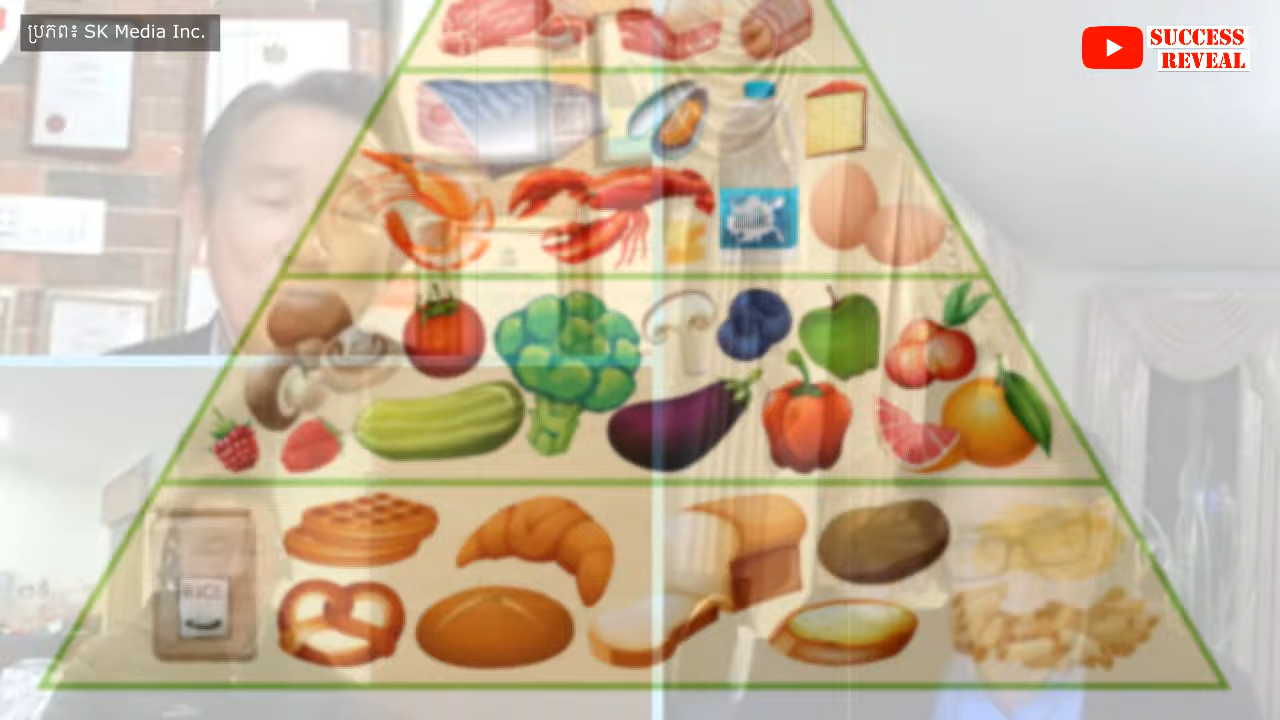 ប្រភព៖ SK Media Inc.
SUCCESS
REVEAL
RICE